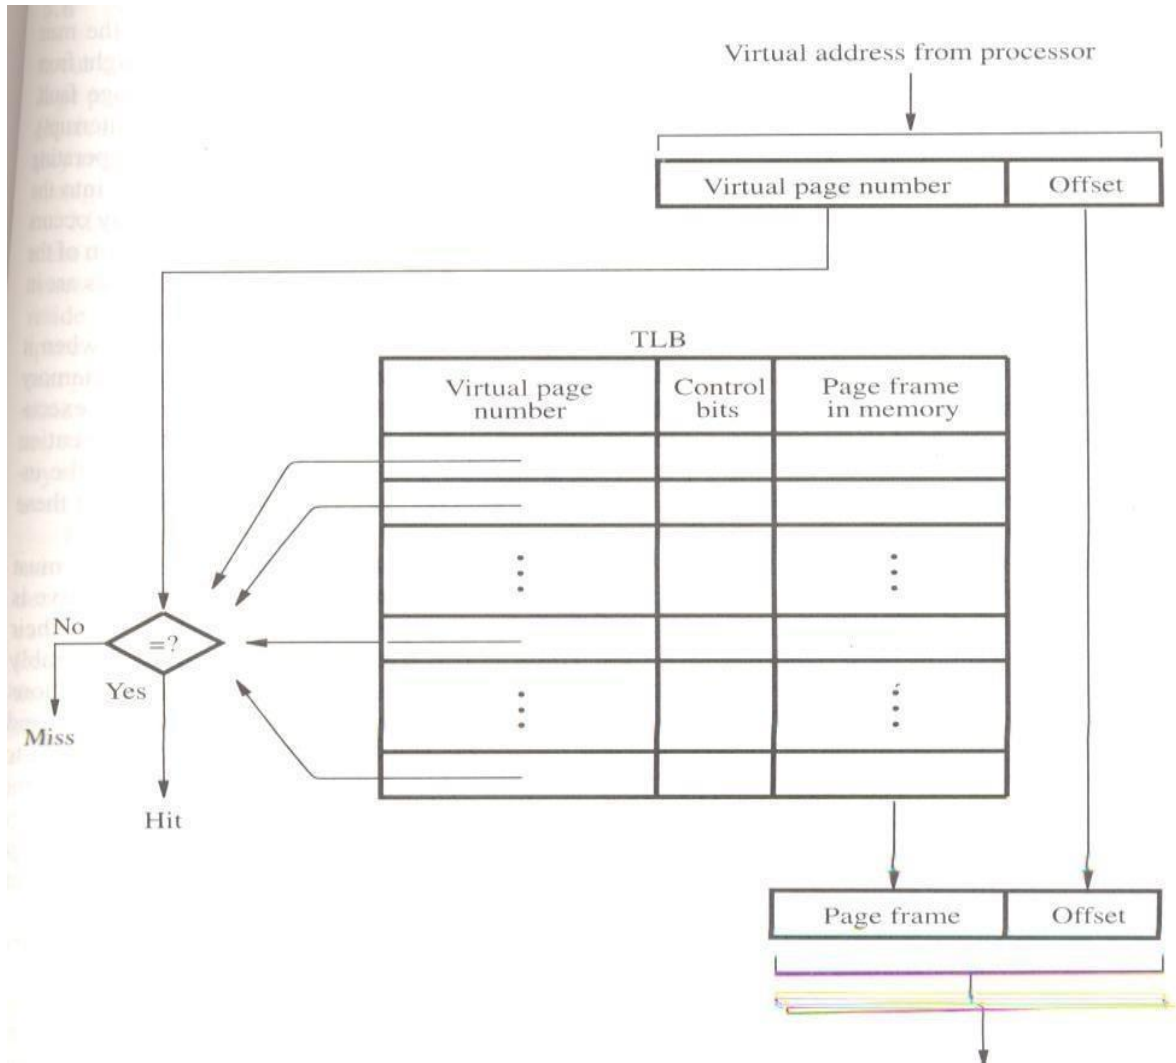 Virtual address from processor
Virtual page number
Offset
TLB
Virtual page
number
Control
bits
Page frame
in memory
No
=?
Yes
Miss
Hit
Page frame
Offset